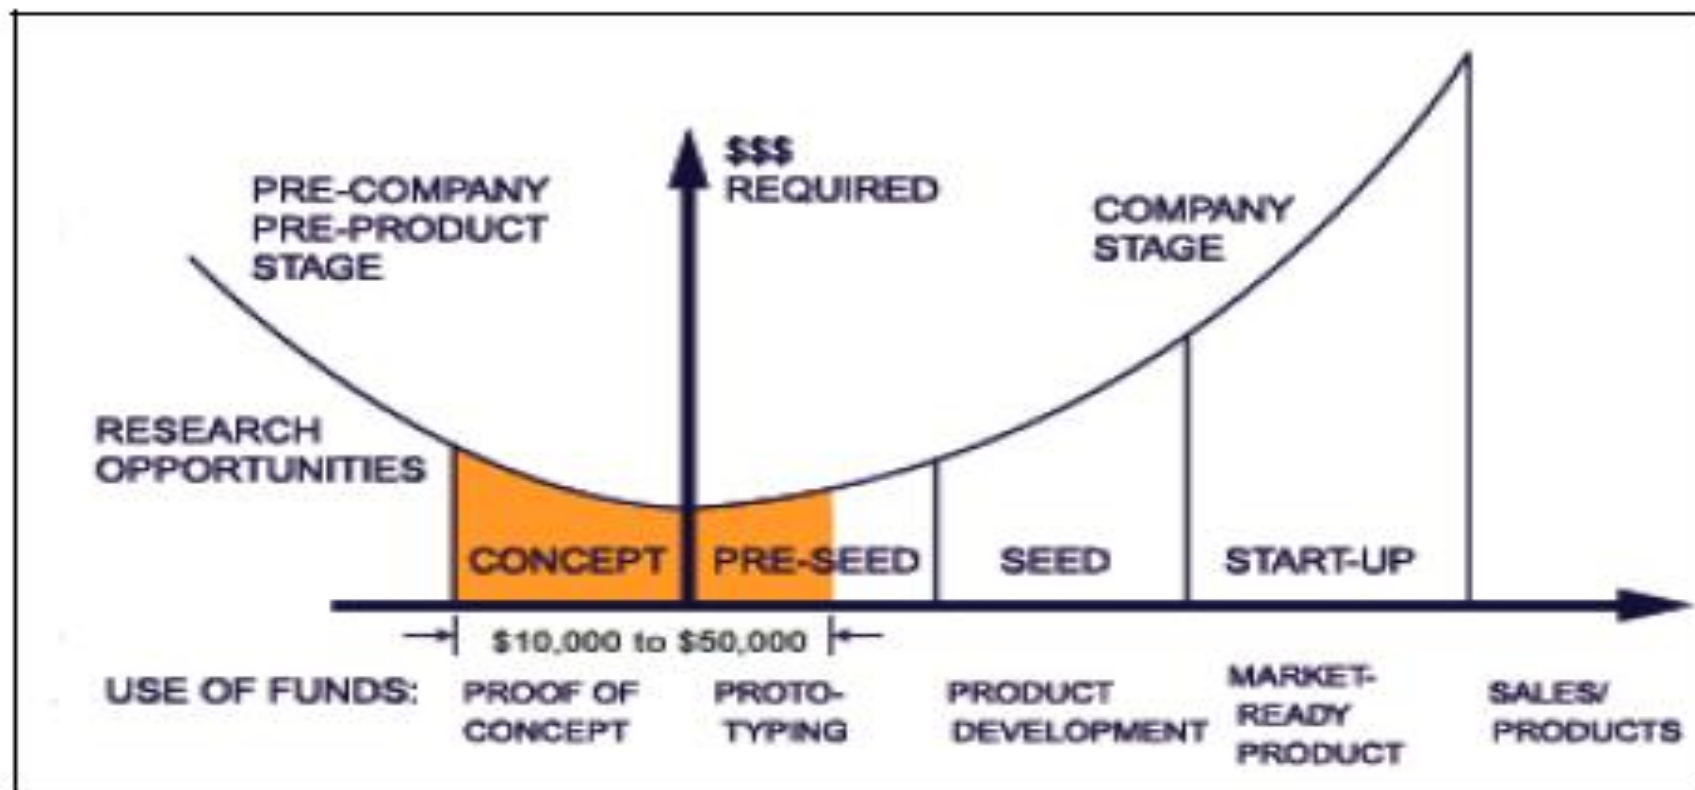 $$$
REQUIRED
PRE-COMPANY
PRE-PRODUCT
STAGE
COMPANY
STAGE
RESEARCH
OPPORTUNITIES
CONCEPT
PRE-SEED
SEED
START-UP
$10,000 to $50,000
USE OF FUNDS:
PROOF OF
CONCEPT
PROTO-
TYPING
PRODUCT
DEVELOPMENT
MARKET-
READY
PRODUCT
SALES/
PRODUCTS